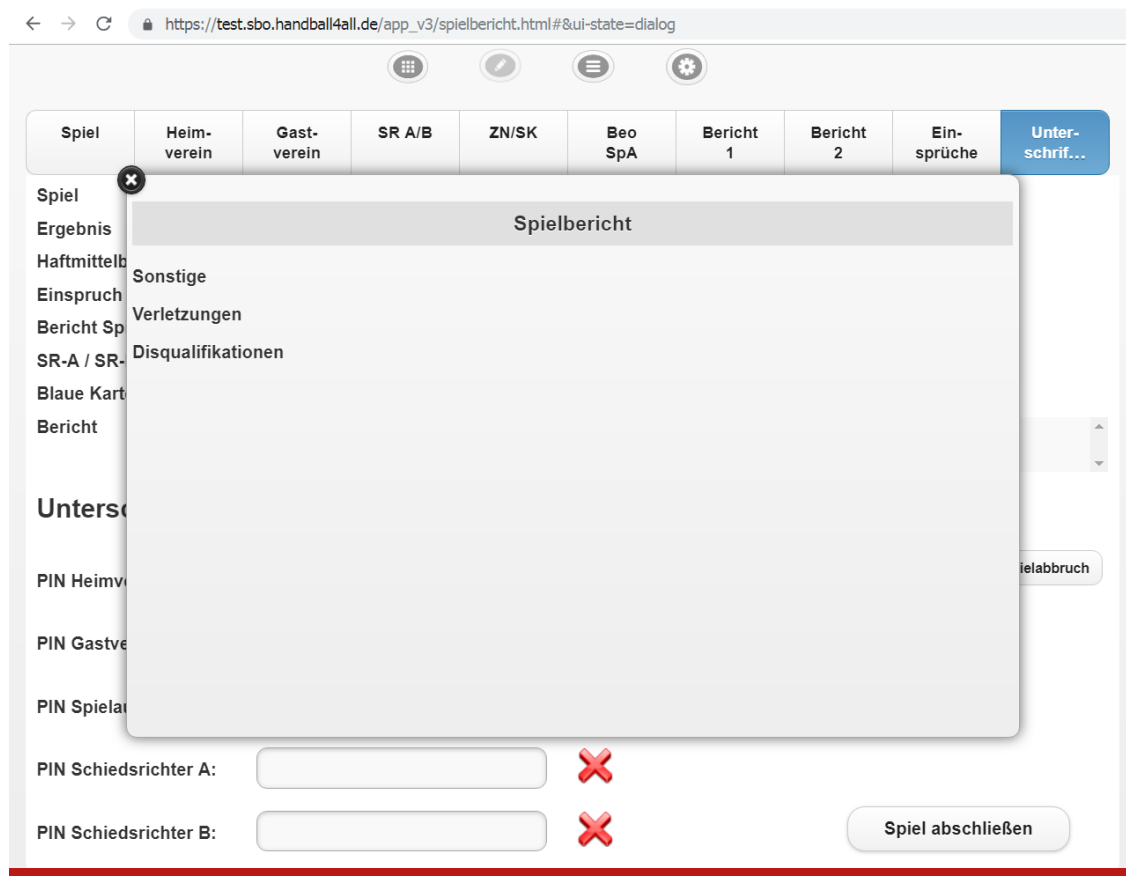 https://test.sbo.handball4all.de/app_v3/spielbericht.html#&ui-state=dialog
Spiel
Heim-
verein
Gast-
verein
SR A/B
ZN/SK
Beo
SpA
Bericht
1
Bericht
2
Ein-
sprüche
Unter-
schrif...
Spiel
Ergebnis
Haftmittelb
Einspruch
Bericht Sp
SR-A / SR-
Blaue Kart
Bericht
Spielbericht
Sonstige
Verletzungen
Disqualifikationen
Untersc
PIN Heimve
ielabbruch
PIN Gastve
PIN Spielau
PIN Schiedsrichter A:
PIN Schiedsrichter B:
Spiel abschließen